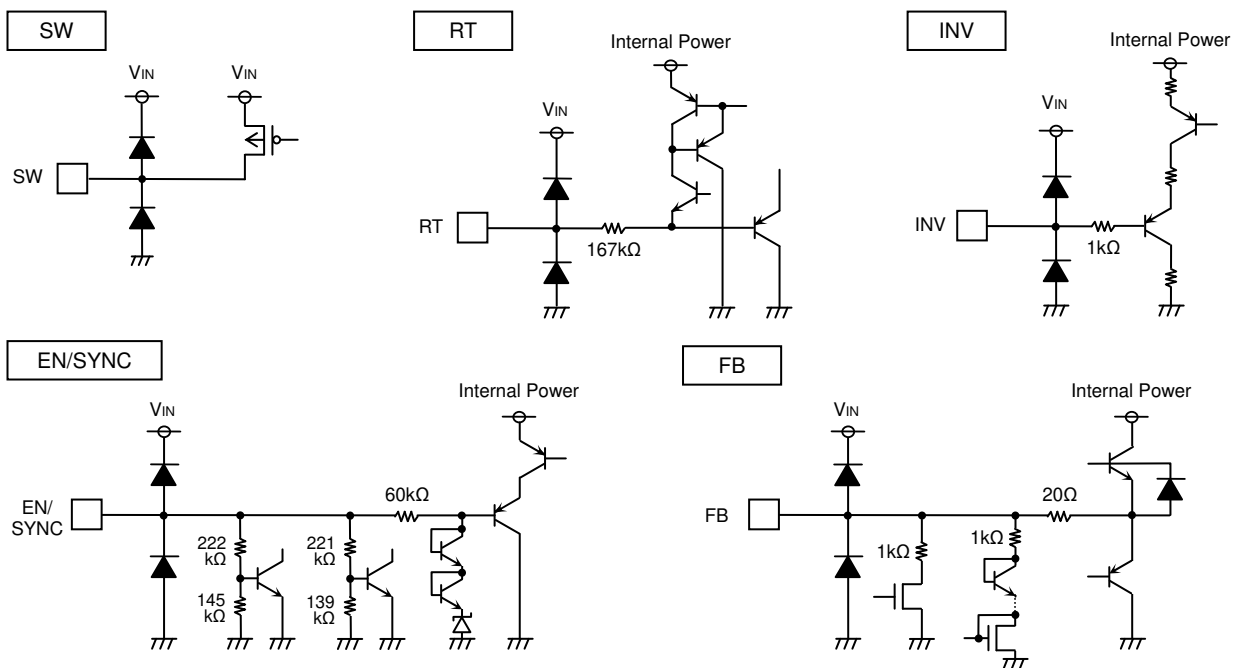 SW
VIN
VIN
SW
RT
Internal Power
VIN
RT
167kΩ
INV
Internal Power
VIN
INV
1kΩ
EN/SYNC
Internal Power
VIN
EN/
SYNC
60kΩ
222
kΩ
145
kΩ
221
kΩ
139
kΩ
FB
Internal Power
VIN
FB
20Ω
1kΩ
1kΩ